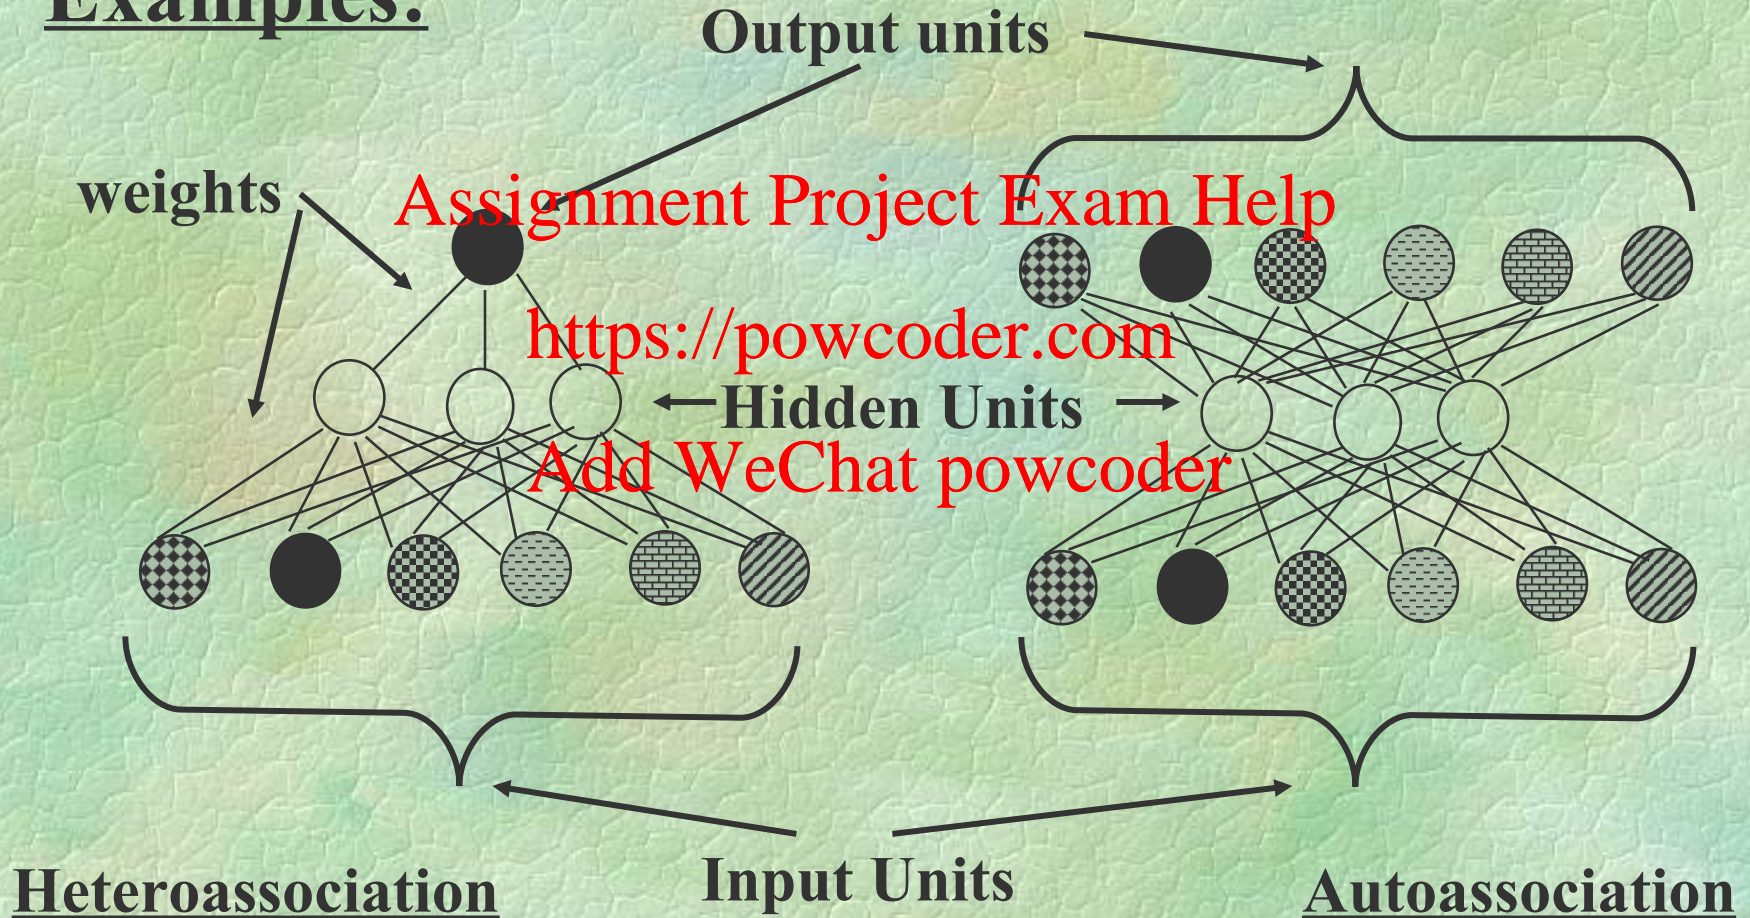 Examples:
Output units
weights
Assignment Project Exam Help
https://powcoder.com
Hidden Units
Add WeChat powcoder
Input Units
Heteroassociation
Autoassociation